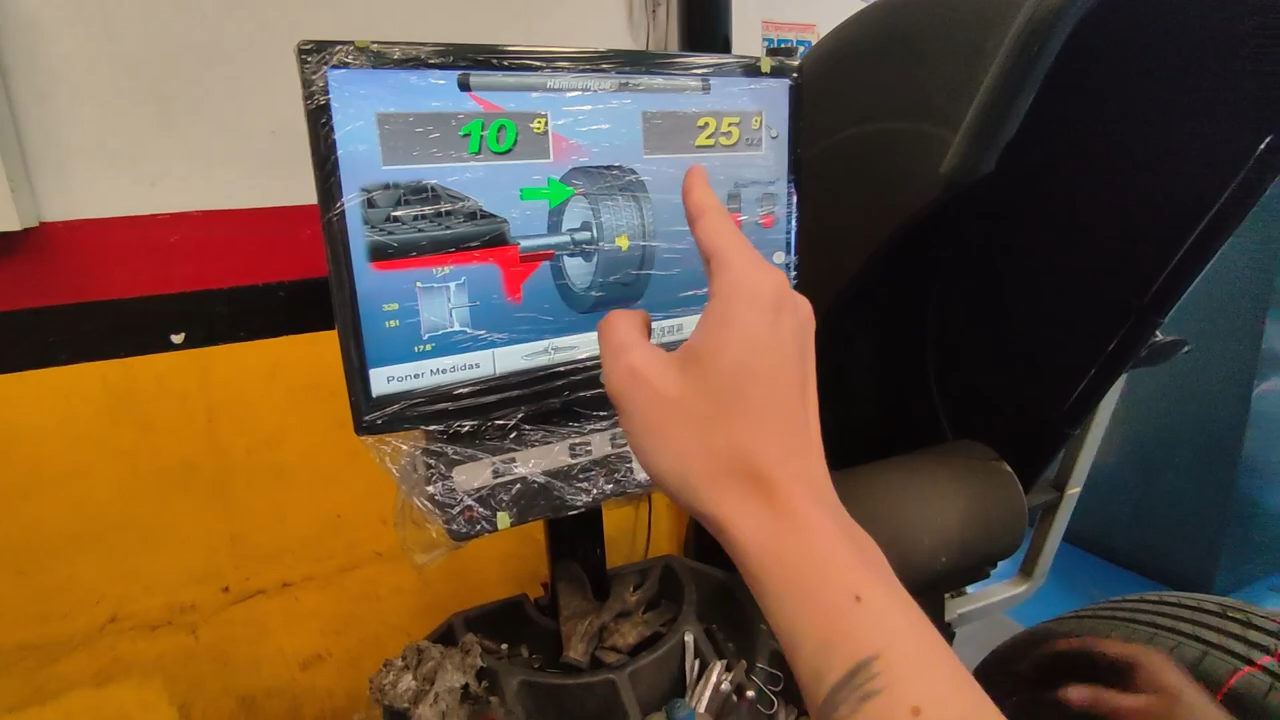 HammerHead
10 g
25 g
17.5"
329
151
17.6"
Poner Medidas